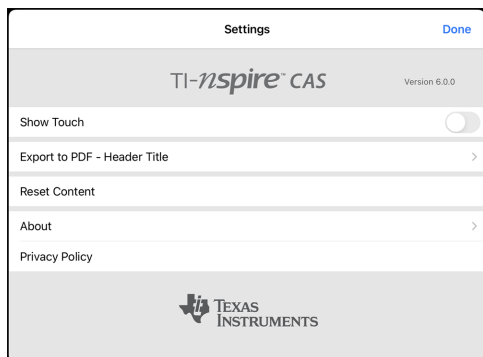 Settings
Done
TI-nspire™ CAS
Version 6.0.0
Show Touch
Export to PDF - Header Title
Reset Content
About
Privacy Policy
TEXAS
INSTRUMENTS